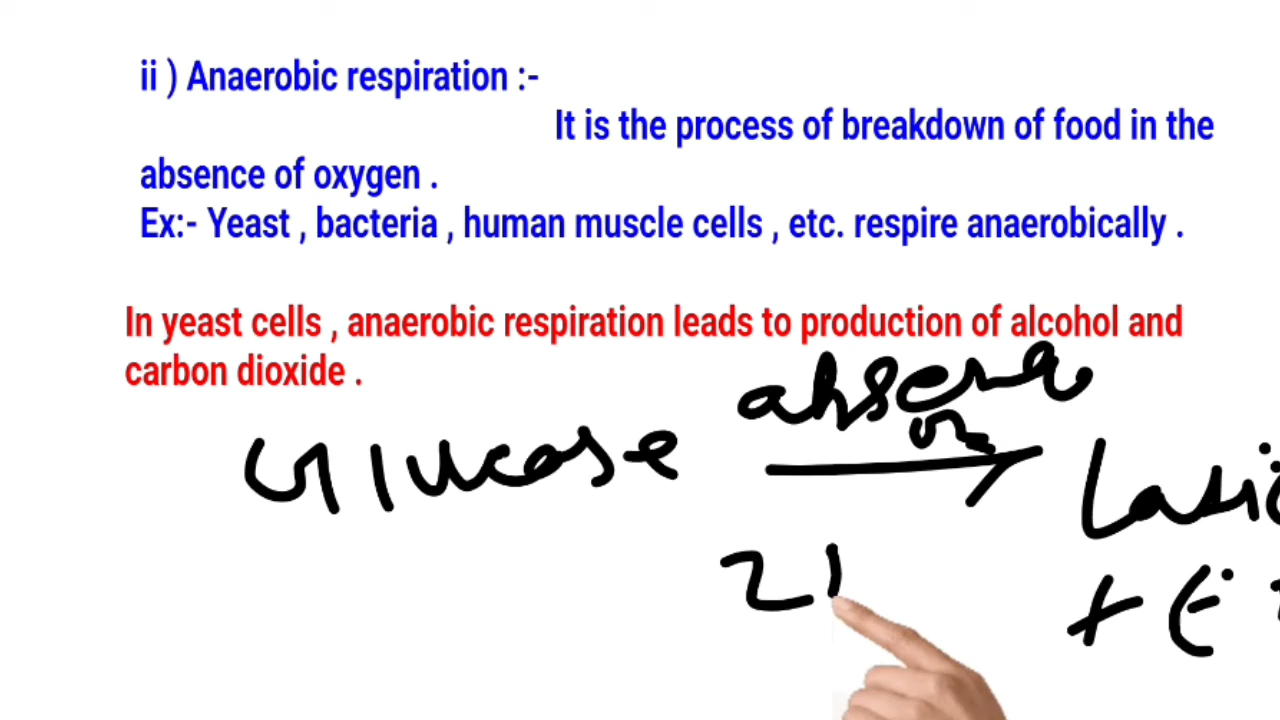 ii ) Anaerobic respiration :-
It is the process of breakdown of food in the
absence of oxygen .
Ex:- Yeast , bacteria , human muscle cells , etc. respire anaerobically .
In yeast cells , anaerobic respiration leads to production of alcohol and
carbon dioxide .
Glucose